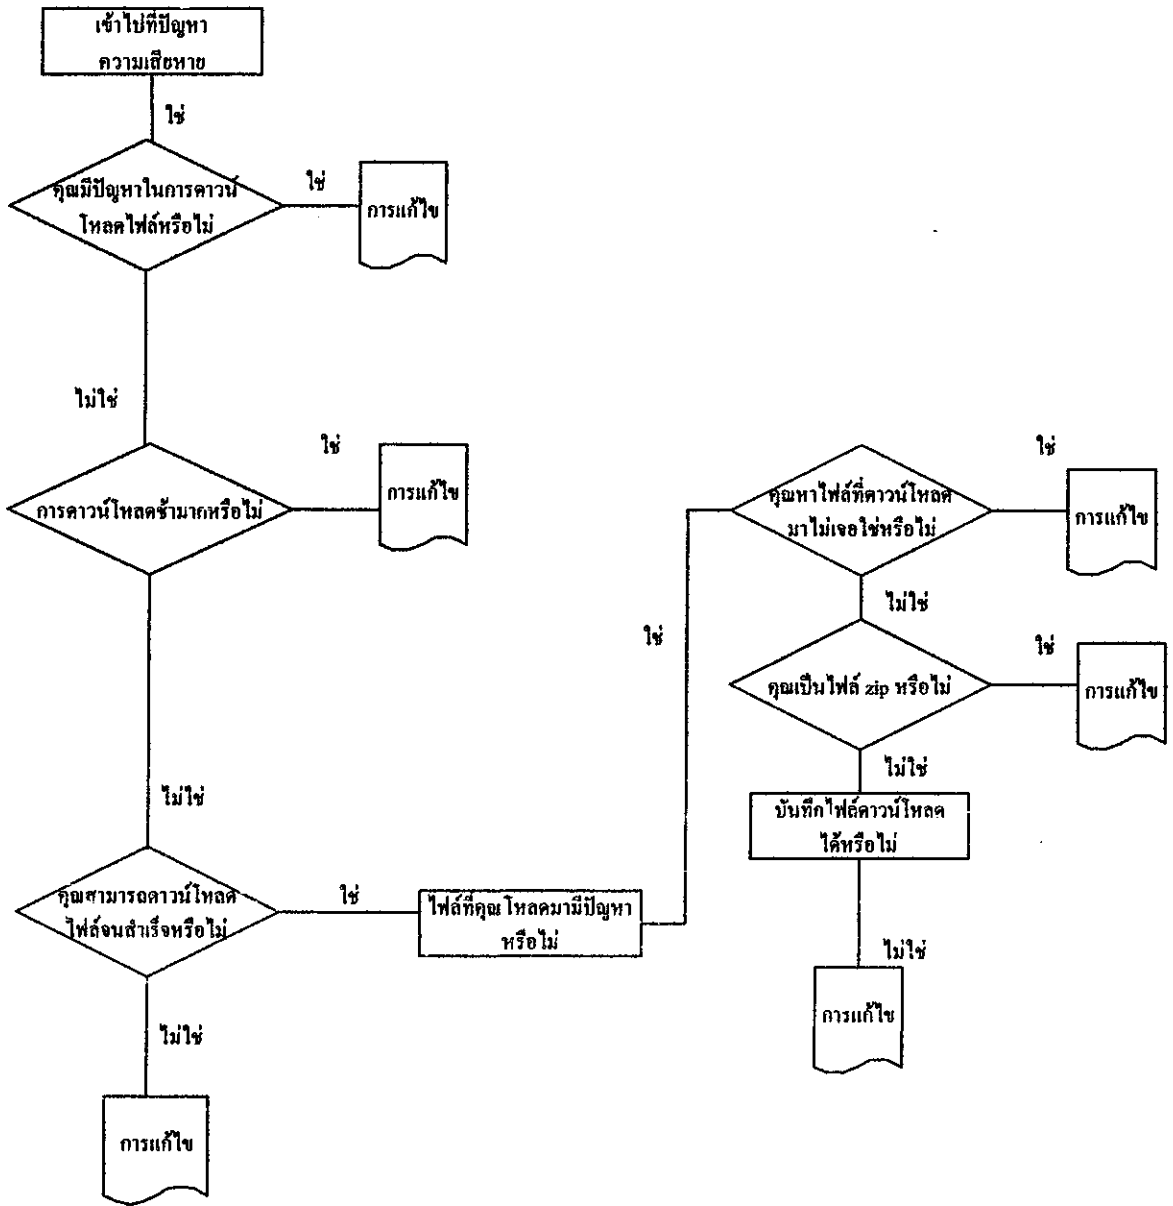 เข้าไปที่ปัญหา
ความเสียหาย
ใช่
คุณมีปัญหาในการดาวน์
โหลดไฟล์หรือไม่
ใช่
การแก้ไข
ไม่ใช่
การดาวน์โหลดช้ามากหรือไม่
ใช่
การแก้ไข
ไม่ใช่
คุณสามารถดาวน์โหลด
ไฟล์จนสำเร็จหรือไม่
ใช่
ไฟล์ที่คุณโหลดมามีปัญหา
หรือไม่
ไม่ใช่
การแก้ไข
ใช่
คุณหาไฟล์ที่ดาวน์โหลด
มาไม่เจอใช่หรือไม่
ใช่
การแก้ไข
ไม่ใช่
คุณเป็นไฟล์ zip หรือไม่
ใช่
การแก้ไข
ไม่ใช่
บันทึกไฟล์ดาวน์โหลด
ได้หรือไม่
ไม่ใช่
การแก้ไข